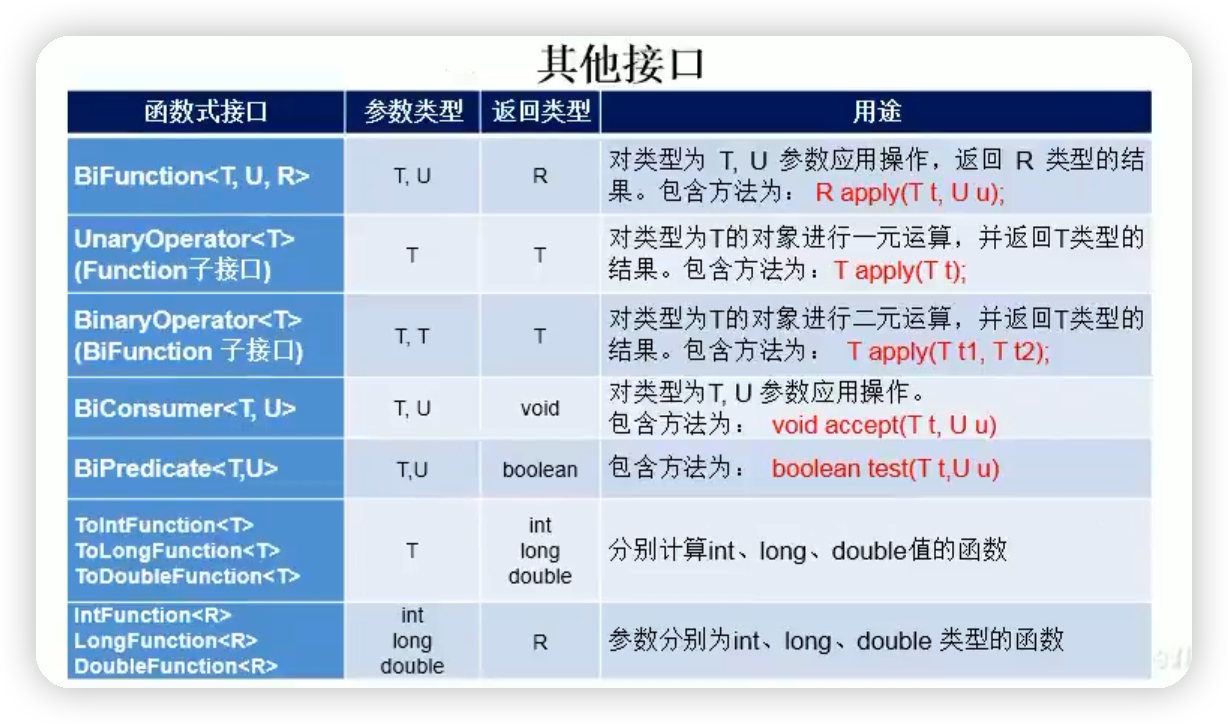 其他接口
函数式接口 参数类型 返回类型 用途
BiFunction<T, U, R> T, U R 对类型为 T, U 参数应用操作，返回 R 类型的结
果。包含方法为： R apply(T t, U u);
UnaryOperator<T>
(Function子接口) T T 对类型为T的对象进行一元运算，并返回T类型的
结果。包含方法为：T apply(T t);
BinaryOperator<T>
(BiFunction 子接口) T, T T 对类型为T的对象进行二元运算，并返回T类型的
结果。包含方法为： T apply(T t1, T t2);
BiConsumer<T, U> T, U void 对类型为T, U 参数应用操作。
包含方法为： void accept(T t, U u)
BiPredicate<T,U> T,U boolean 包含方法为： boolean test(T t,U u)
ToIntFunction<T>
ToLongFunction<T>
ToDoubleFunction<T>
T
int
long
double
分别计算int、long、double值的函数
IntFunction<R>
LongFunction<R>
DoubleFunction<R>
int
long
double
R
参数分别为int、long、double 类型的函数